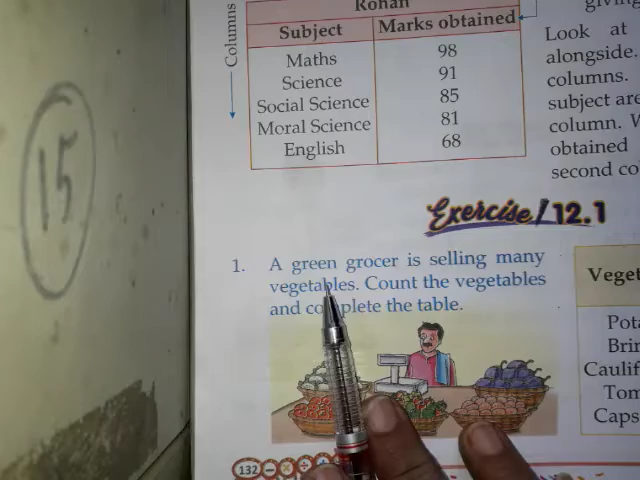 15
Columns
Rohan
Subject Marks obtained
Maths 98
Science 91
Social Science 85
Moral Science 81
English 68
giving
Look at
alongside.
columns.
subject are
column. W
obtained
second co
Exercise 12.1
1. A green grocer is selling many
vegetables. Count the vegetables
and complete the table.
Veget
Pota
Brin
Caulif
Tom
Caps
132